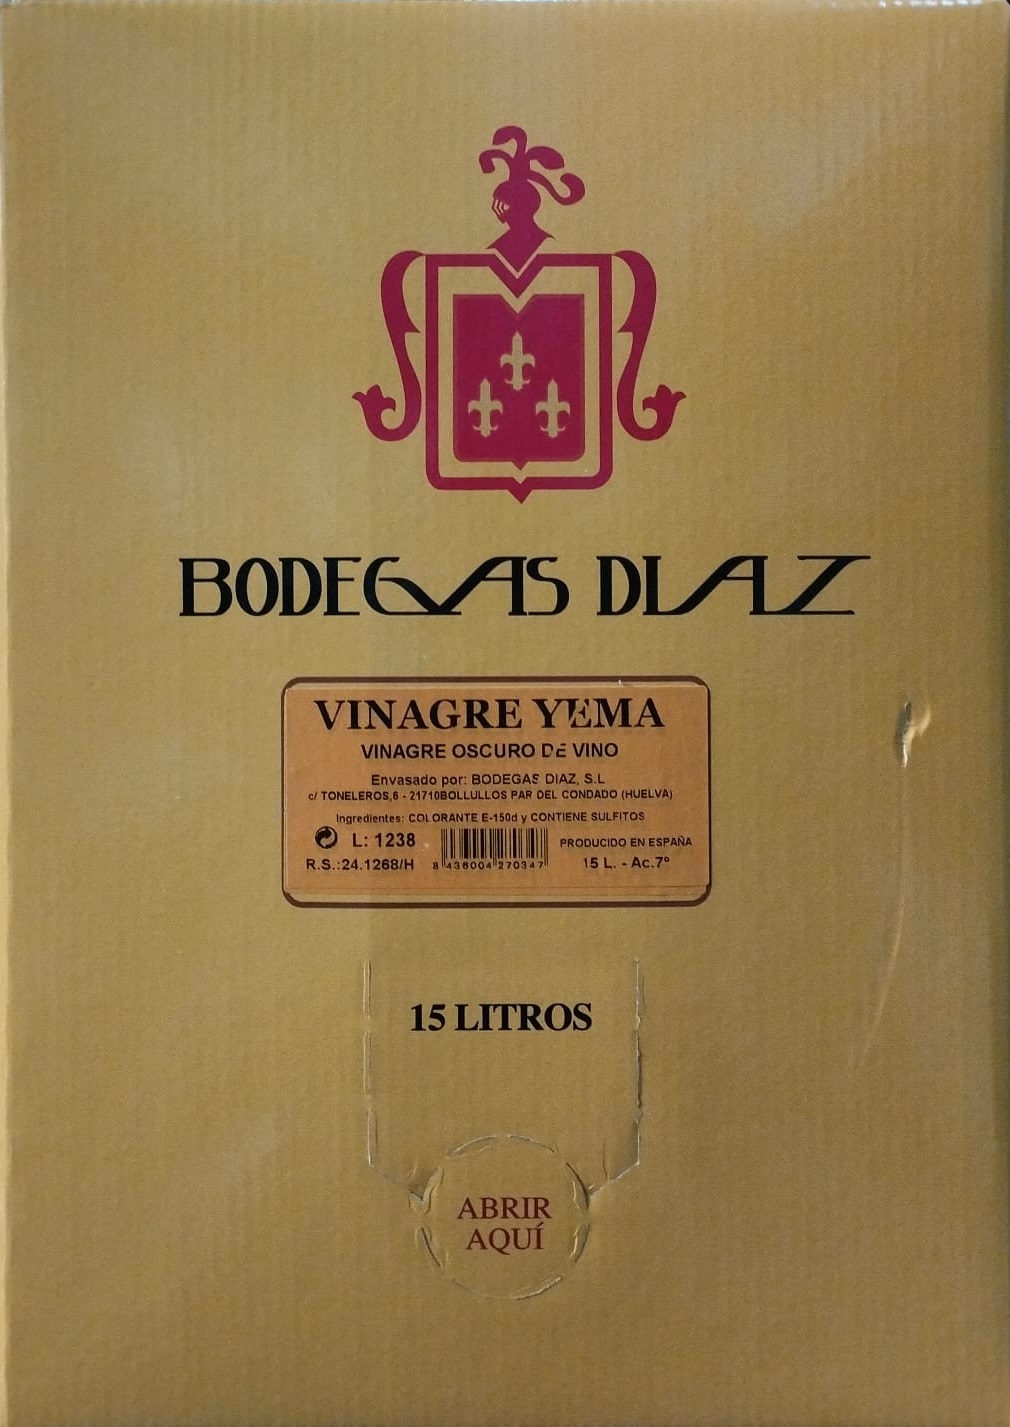 BODEGAS DIAZ
VINAGRE YEMA
VINAGRE OSCURO DE VINO
Envasado por: BODEGAS DIAZ, S.L
c/ TONELEROS,6 - 21710BOLLULLOS PAR DEL CONDADO (HUELVA)
Ingredientes: COLORANTE E-150d y CONTIENE SULFITOS
L: 1238
PRODUCIDO EN ESPAÑA
R.S.:24.1268/H
8 436004 270347
15 L. - Ac.7º
15 LITROS
ABRIR
AQUÍ